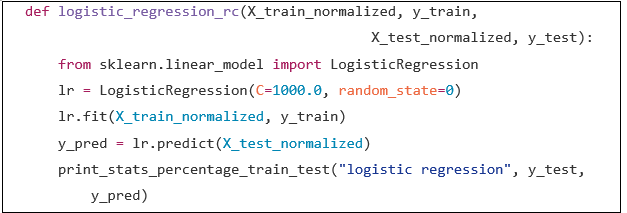 def logistic_regression_rc(X_train_normalized, y_train,
X_test_normalized, y_test):
from sklearn.linear_model import LogisticRegression
lr = LogisticRegression(C=1000.0, random_state=0)
lr.fit(X_train_normalized, y_train)
y_pred = lr.predict(X_test_normalized)
print_stats_percentage_train_test("logistic regression", y_test,
y_pred)